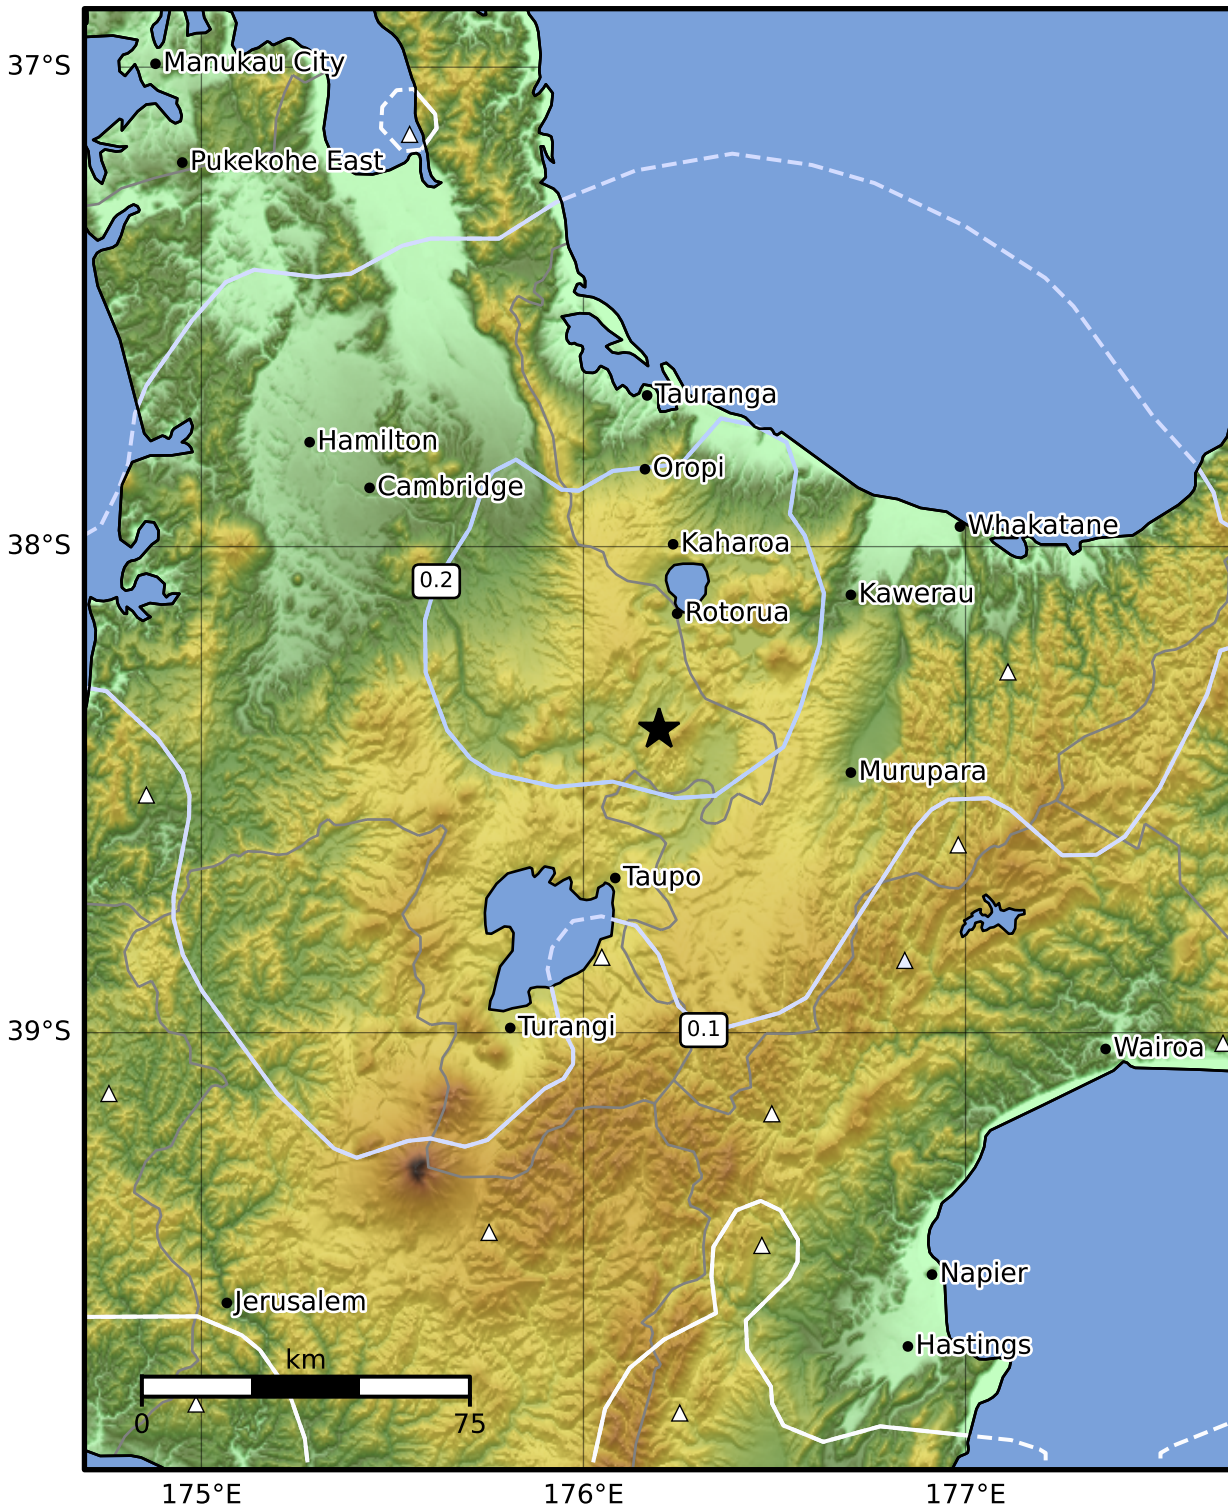 37°S
Manukau City
Pukekohe East
Tauranga
Hamilton
Oropi
Cambridge
Whakatane
38°S
Kaharoa
0.2
Kawerau
Rotorua
Murupara
Taupo
Turangi
0.1
39°S
Wairoa
Napier
Jerusalem
Hastings
km
0 75
175°E 176°E 177°E